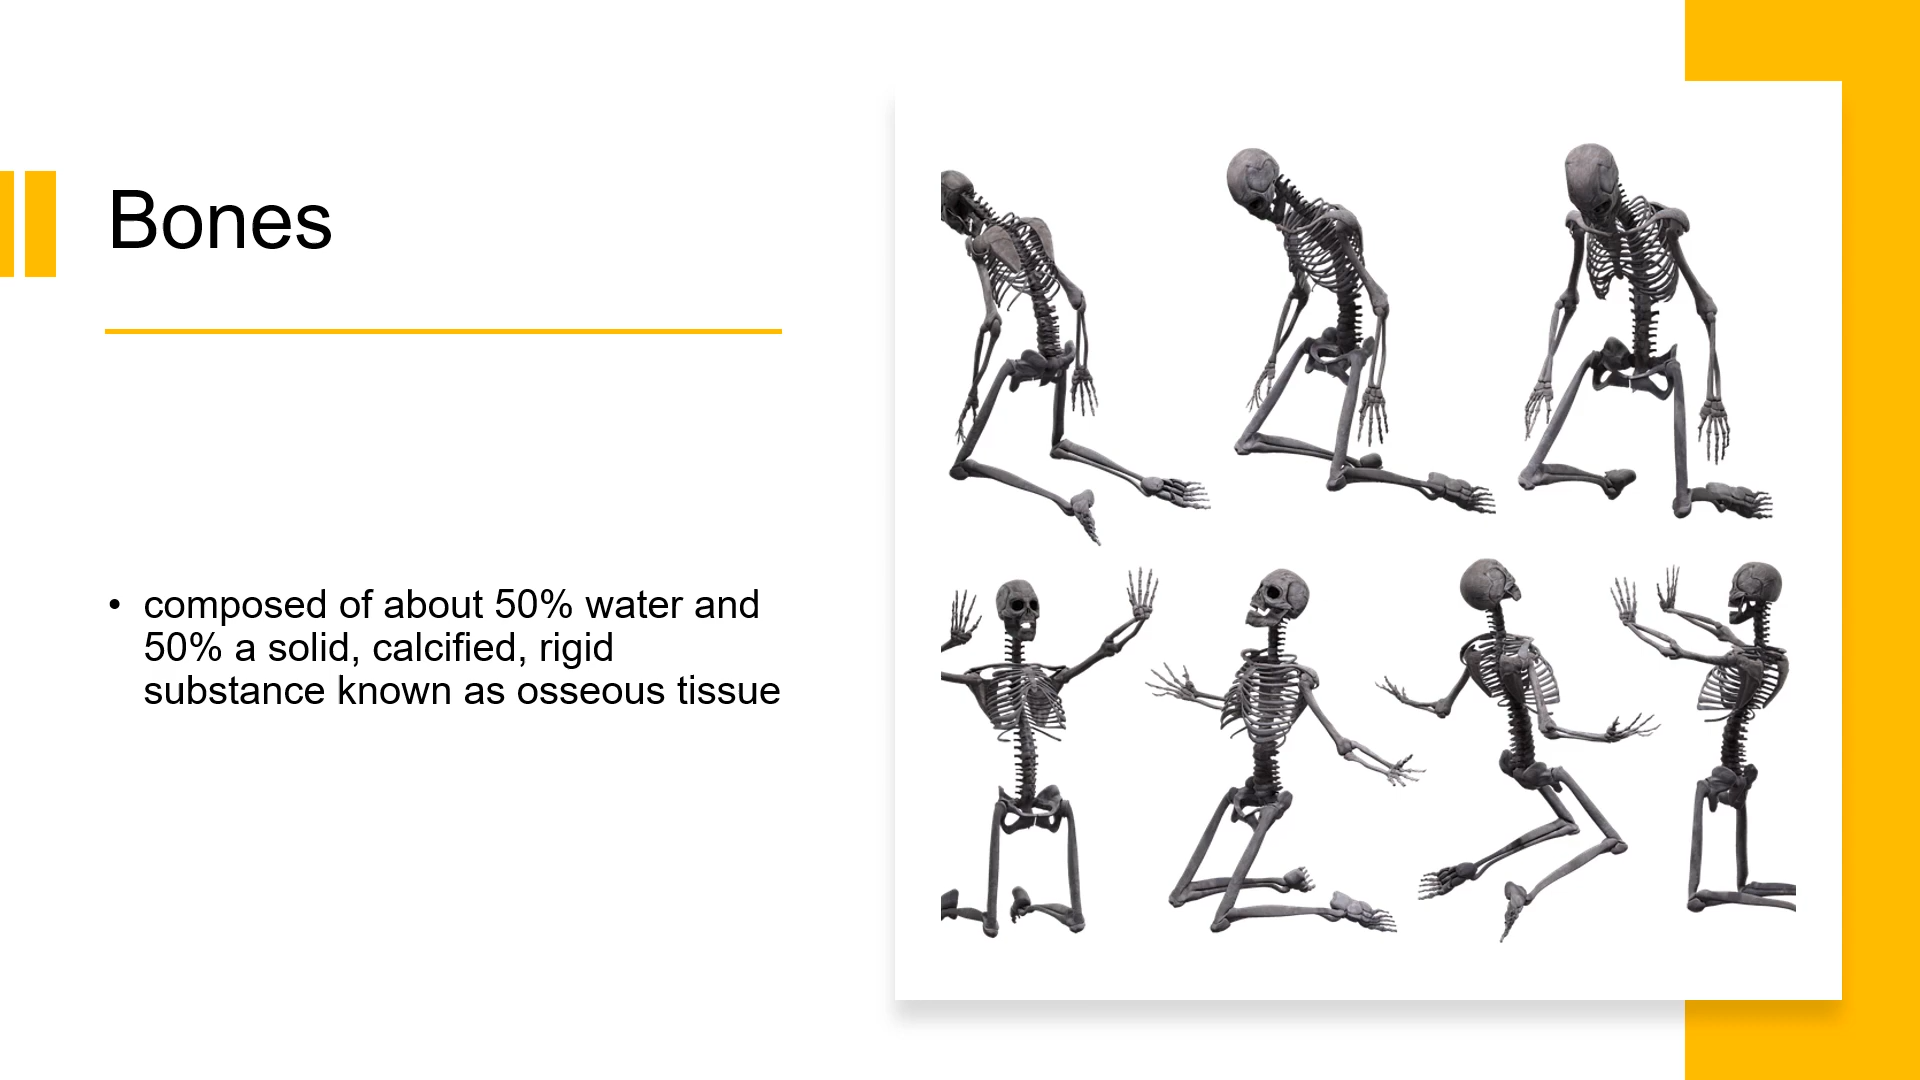 Bones
• composed of about 50% water and
50% a solid, calcified, rigid
substance known as osseous tissue